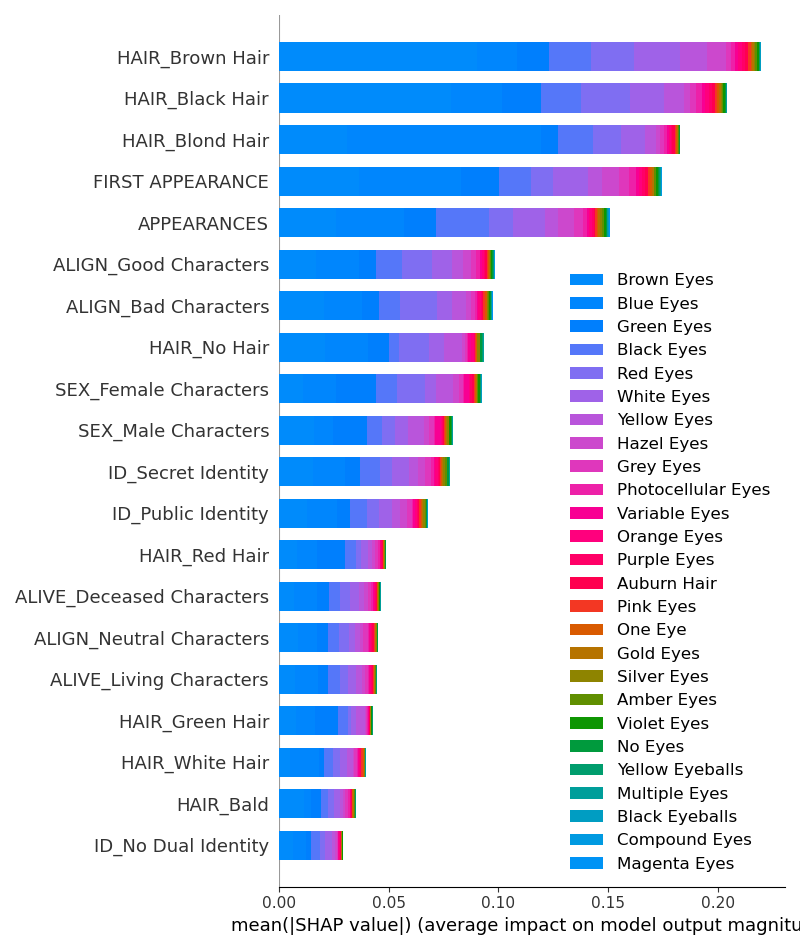 HAIR_Brown Hair
HAIR_Black Hair
HAIR_Blond Hair
FIRST APPEARANCE
APPEARANCES
ALIGN_Good Characters
ALIGN_Bad Characters
HAIR_No Hair
SEX_Female Characters
SEX_Male Characters
ID_Secret Identity
ID_Public Identity
HAIR_Red Hair
ALIVE_Deceased Characters
ALIGN_Neutral Characters
ALIVE_Living Characters
HAIR_Green Hair
HAIR_White Hair
HAIR_Bald
ID_No Dual Identity
Brown Eyes
Blue Eyes
Green Eyes
Black Eyes
Red Eyes
White Eyes
Yellow Eyes
Hazel Eyes
Grey Eyes
Photocellular Eyes
Variable Eyes
Orange Eyes
Purple Eyes
Auburn Hair
Pink Eyes
One Eye
Gold Eyes
Silver Eyes
Amber Eyes
Violet Eyes
No Eyes
Yellow Eyeballs
Multiple Eyes
Black Eyeballs
Compound Eyes
Magenta Eyes
0.00 0.05 0.10 0.15 0.20
mean(|SHAP value|) (average impact on model output magnitu